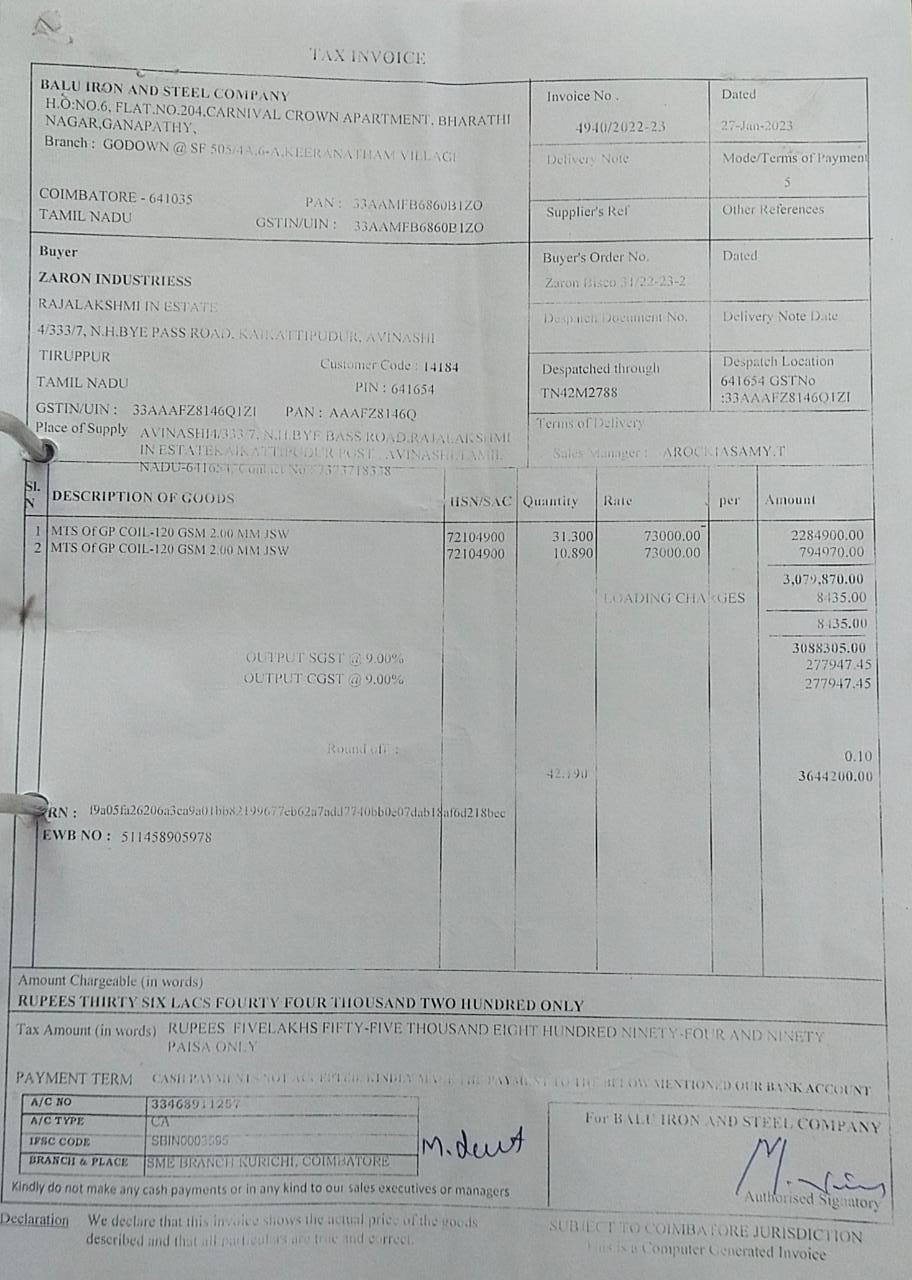 TAX INVOICE
BALU IRON AND STEEL COMPANY
H.O:NO.6, FLAT.NO.204,CARNIVAL CROWN APARTMENT, BHARATHI
NAGAR,GANAPATHY,
Branch : GODOWN @ SF 505/4A,6-A,KEERANATHAM VILLAGE
COIMBATORE - 641035 PAN : 33AAMFB6860B1ZO
TAMIL NADU GSTIN/UIN : 33AAMFB6860B1ZO
Invoice No . Dated
4940/2022-23 27-Jan-2023
Delivery Note Mode/Terms of Payment
5
Supplier's Ref Other References
Buyer
ZARON INDUSTRIESS
RAJALAKSHMI IN ESTATE
4/333/7, N.H.BYE PASS ROAD, KAIKATTIPUDUR, AVINASHI
TIRUPPUR Customer Code : 14184
TAMIL NADU PIN : 641654
GSTIN/UIN : 33AAAFZ8146Q1ZI PAN : AAAFZ8146Q
Place of Supply AVINASHI4/333/7, N.H.BYE BASS ROAD,RAJALAKSHMI
IN ESTATEKAIKATTIPUDUR POST , AVINASHI,TAMIL
NADU-641654, Contact No : 7373718338
Buyer's Order No. Dated
Zaron Bisco 31/22-23-2
Despatch Document No. Delivery Note Date
Despatched through Despatch Location
TN42M2788 641654 GSTNo
:33AAAFZ8146Q1ZI
Terms of Delivery
Sales Manager : AROCKIASAMY.T
Sl. N DESCRIPTION OF GOODS HSN/SAC Quantity Rate per Amount
1 MTS Of GP COIL-120 GSM 2.00 MM JSW 72104900 31.300 73000.00 2284900.00
2 MTS Of GP COIL-120 GSM 2.00 MM JSW 72104900 10.890 73000.00 794970.00
3,079,870.00
LOADING CHARGES 8435.00
8435.00
3088305.00
OUTPUT SGST @ 9.00% 277947.45
OUTPUT CGST @ 9.00% 277947.45
Round off : 0.10
42.190 3644200.00
RN :
EWB NO : 511458905978
Amount Chargeable (in words)
RUPEES THIRTY SIX LACS FOURTY FOUR THOUSAND TWO HUNDRED ONLY
Tax Amount (in words) RUPEES FIVELAKHS FIFTY-FIVE THOUSAND EIGHT HUNDRED NINETY-FOUR AND NINETY
PAISA ONLY
PAYMENT TERM CASH PAYMENTS NOT ACCEPTED KINDLY MAKE THE PAYMENT TO THE BELOW MENTIONED OUR BANK ACCOUNT
A/C NO 33468911257
A/C TYPE CA
IFSC CODE SBIN0003595
BRANCH & PLACE SME BRANCH KURICHI, COIMBATORE
Kindly do not make any cash payments or in any kind to our sales executives or managers
For BALU IRON AND STEEL COMPANY
Authorised Signatory
Declaration We declare that this invoice shows the actual price of the goods
described and that all particulars are true and correct.
SUBJECT TO COIMBATORE JURISDICTION
This is a Computer Generated Invoice